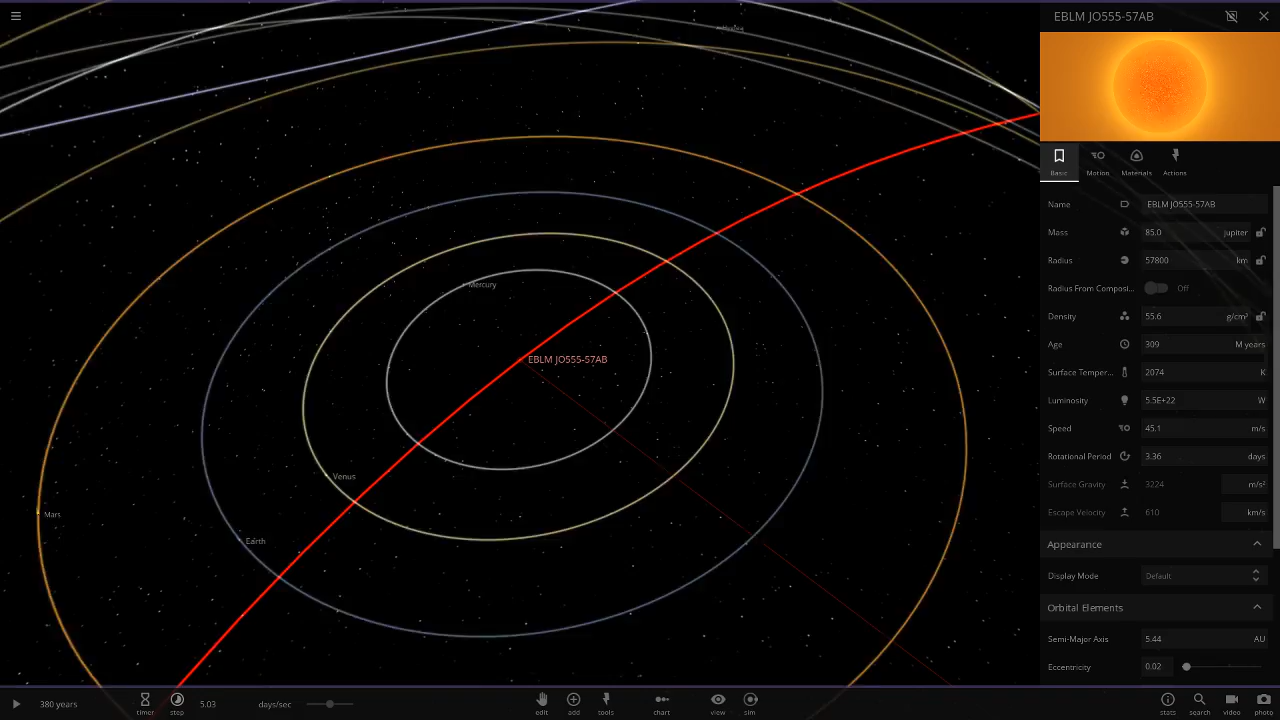 EBLM JO555-57AB
Basic
Motion
Materials
Actions
Name EBLM JO555-57AB
Mass 85.0 jupiter
Radius 57800 km
Radius From Composi... Off
Density 55.6 g/cm³
Age 309 M years
Surface Temper... 2074 K
Luminosity 5.5E+22 W
Speed 45.1 m/s
Rotational Period 3.36 days
Surface Gravity 3224 m/s²
Escape Velocity 610 km/s
Appearance
Display Mode Default
Orbital Elements
Semi-Major Axis 5.44 AU
Eccentricity 0.02
Mercury
EBLM JO555-57AB
Venus
Mars
Earth
380 years
timer
step
5.03 days/sec
edit
add
tools
chart
view
sim
stats
search
video
photo